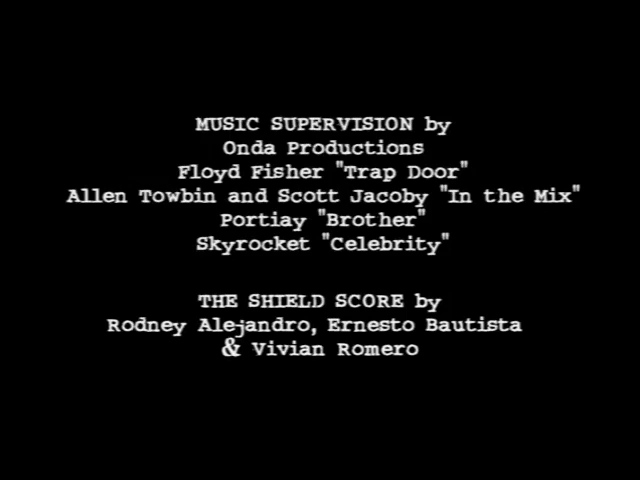 MUSIC SUPERVISION by
Onda Productions
Floyd Fisher "Trap Door"
Allen Towbin and Scott Jacoby "In the Mix"
Portiay "Brother"
Skyrocket "Celebrity"
THE SHIELD SCORE by
Rodney Alejandro, Ernesto Bautista
& Vivian Romero